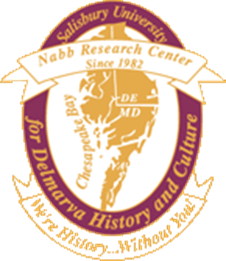 Salisbury University
Nabb Research Center
Since 1982
Chesapeake Bay
DE
MD
VA
for Delmarva History and Culture
We're History...Without You!